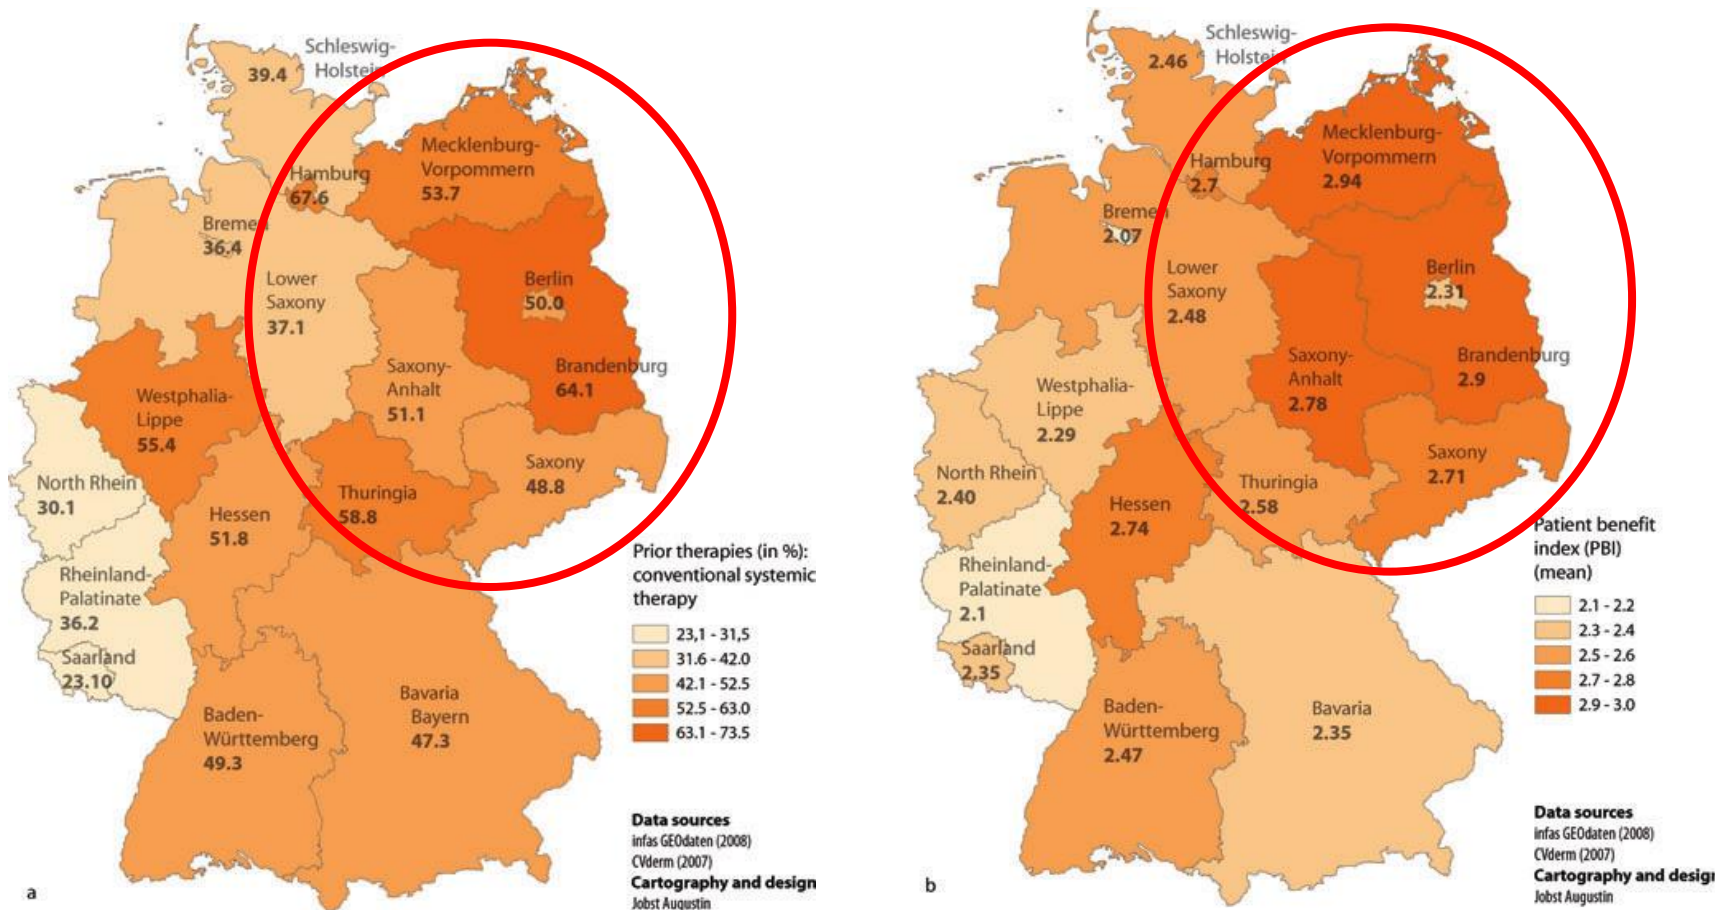 Schleswig-
Holstein
39.4
Mecklenburg-
Vorpommern
53.7
Hamburg
67.6
Bremen
36.4
Lower
Saxony
37.1
Berlin
50.0
Saxony-
Anhalt
51.1
Brandenburg
64.1
Westphalia-
Lippe
55.4
North Rhein
30.1
Hessen
51.8
Thuringia
58.8
Saxony
48.8
Rheinland-
Palatinate
36.2
Saarland
23.10
Baden-
Württemberg
49.3
Bavaria
Bayern
47.3
Prior therapies (in %):
conventional systemic
therapy
23,1 - 31,5
31.6 - 42.0
42.1 - 52.5
52.5 - 63.0
63.1 - 73.5
Data sources
infas GEOdaten (2008)
CVderm (2007)
Cartography and design
Jobst Augustin
a
Schleswig-
Holstein
2.46
Mecklenburg-
Vorpommern
2.94
Hamburg
2.7
Bremen
2.07
Lower
Saxony
2.48
Berlin
2.31
Saxony-
Anhalt
2.78
Brandenburg
2.9
Westphalia-
Lippe
2.29
North Rhein
2.40
Hessen
2.74
Thuringia
2.58
Saxony
2.71
Rheinland-
Palatinate
2.1
Saarland
2.35
Baden-
Württemberg
2.47
Bavaria
2.35
Patient benefit
index (PBI)
(mean)
2.1 - 2.2
2.3 - 2.4
2.5 - 2.6
2.7 - 2.8
2.9 - 3.0
Data sources
infas GEOdaten (2008)
CVderm (2007)
Cartography and design
Jobst Augustin
b